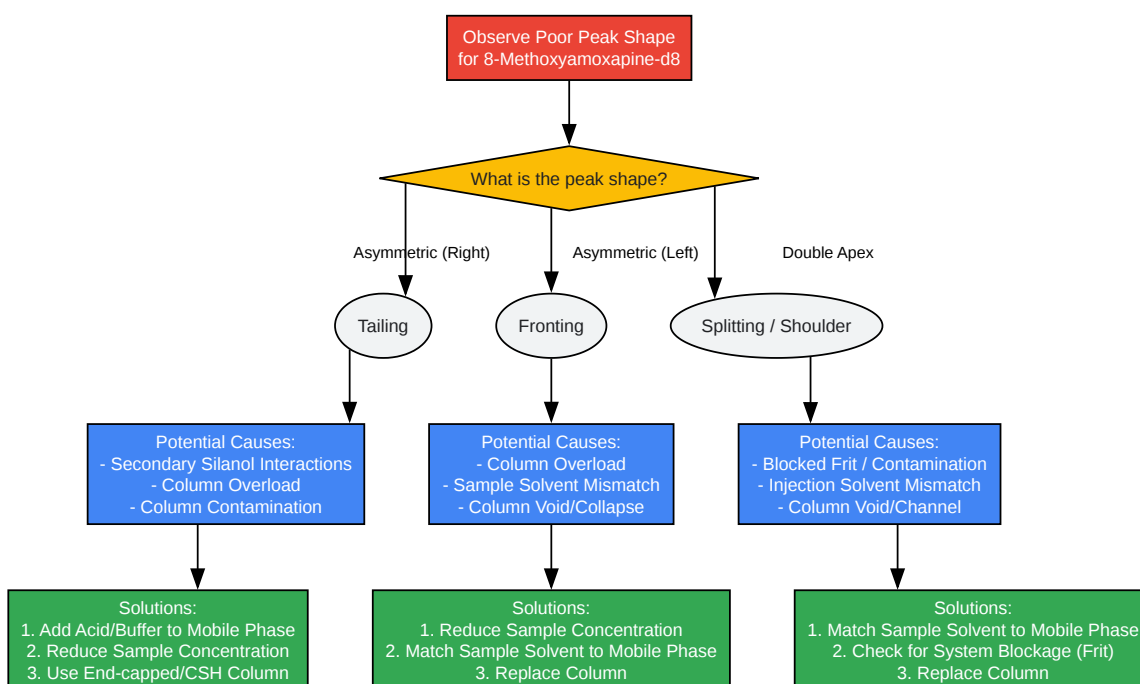 Observe Poor Peak Shape
for 8-Methoxyamoxapine-d8
What is the peak shape?
Asymmetric (Right)
Asymmetric (Left)
Double Apex
Tailing
Fronting
Splitting / Shoulder
Potential Causes:
- Secondary Silanol Interactions
- Column Overload
- Column Contamination
Potential Causes:
- Column Overload
- Sample Solvent Mismatch
- Column Void/Collapse
Potential Causes:
- Blocked Frit / Contamination
- Injection Solvent Mismatch
- Column Void/Channel
Solutions:
1. Add Acid/Buffer to Mobile Phase
2. Reduce Sample Concentration
3. Use End-capped/CSH Column
Solutions:
1. Reduce Sample Concentration
2. Match Sample Solvent to Mobile Phase
3. Replace Column
Solutions:
1. Match Sample Solvent to Mobile Phase
2. Check for System Blockage (Frit)
3. Replace Column